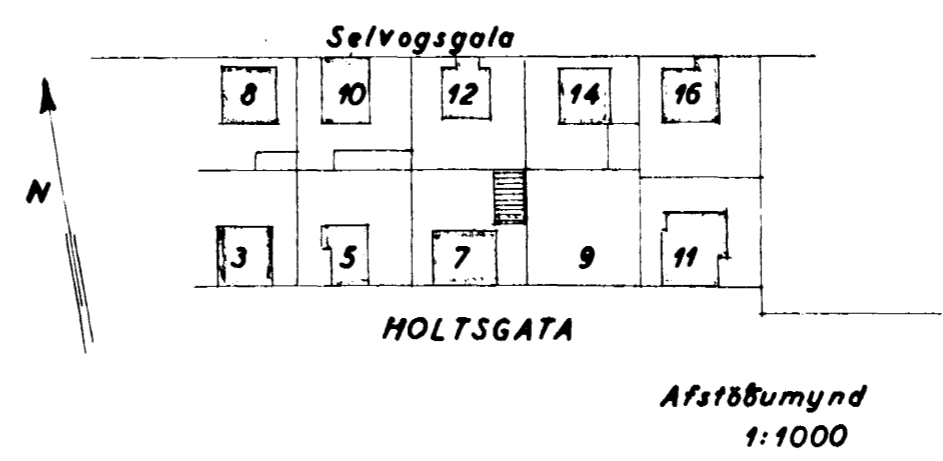 Selvogsgata
8 10 12 14 16
N
3 5 7 9 11
HOLTSGATA
Afstöðumynd
1:1000